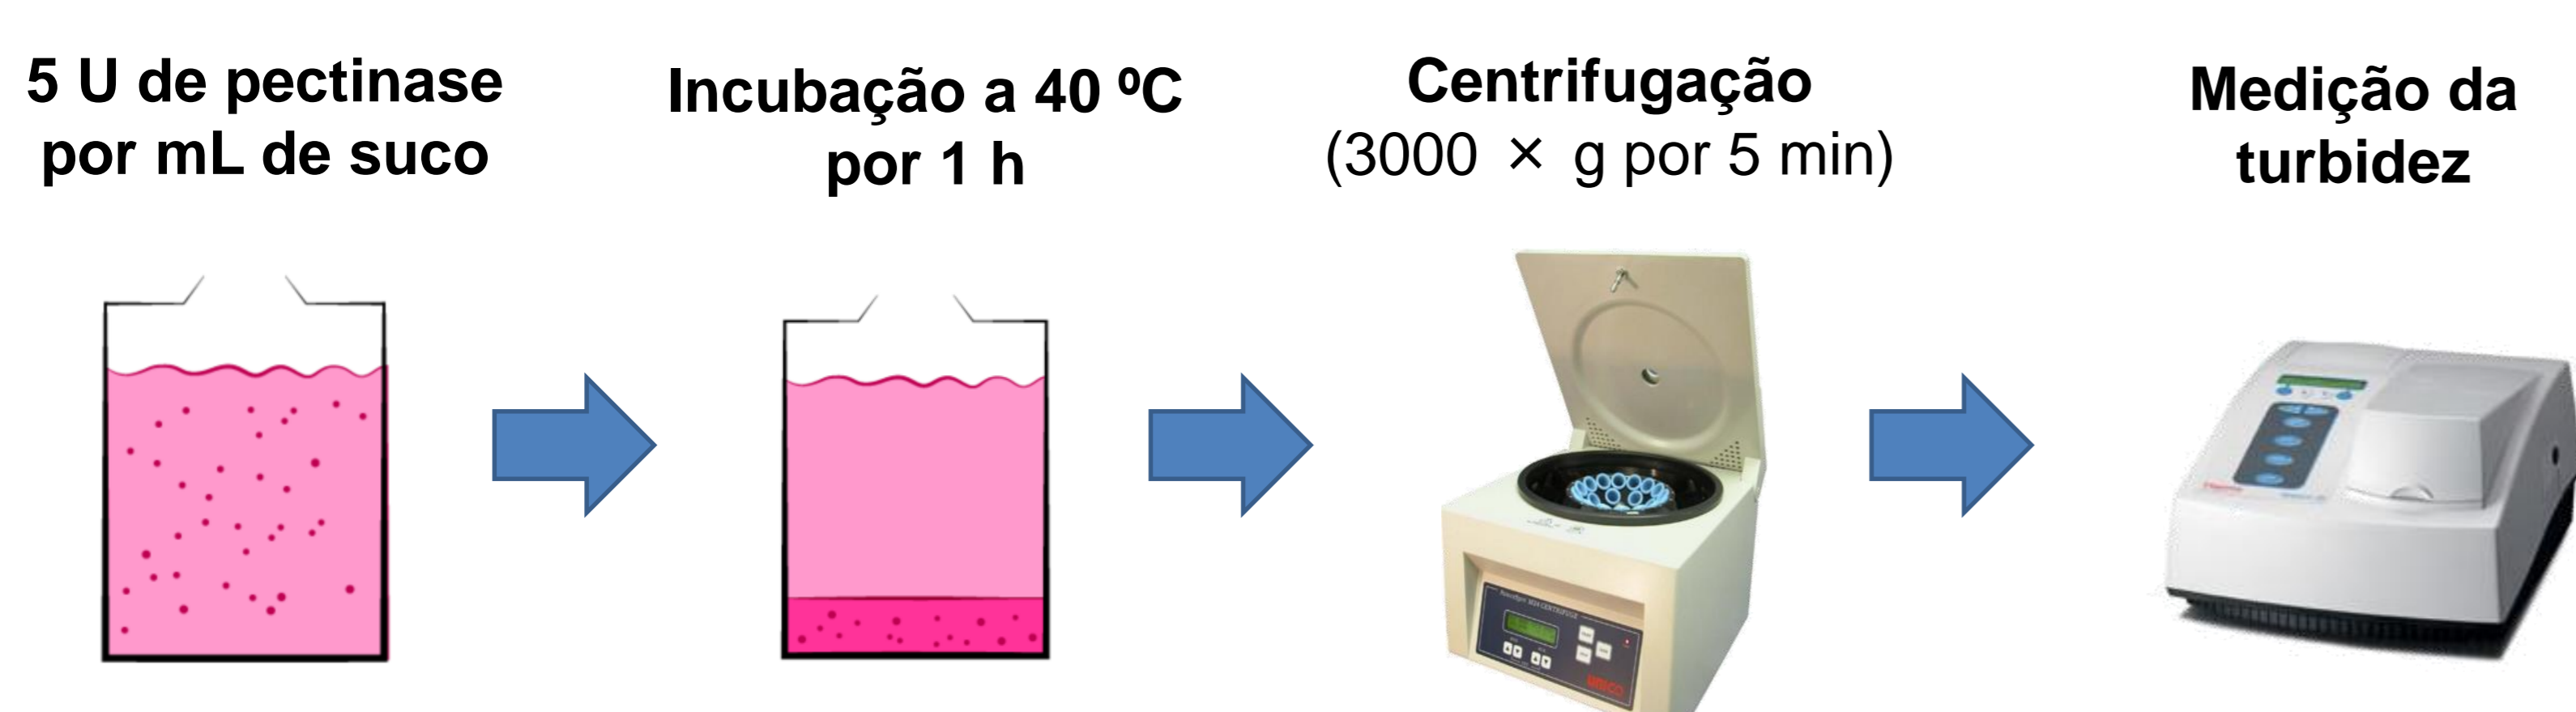 5 U de pectinase
por mL de suco
Incubação a 40 ºC
por 1 h
Centrifugação
(3000 × g por 5 min)
Medição da
turbidez
UNICO